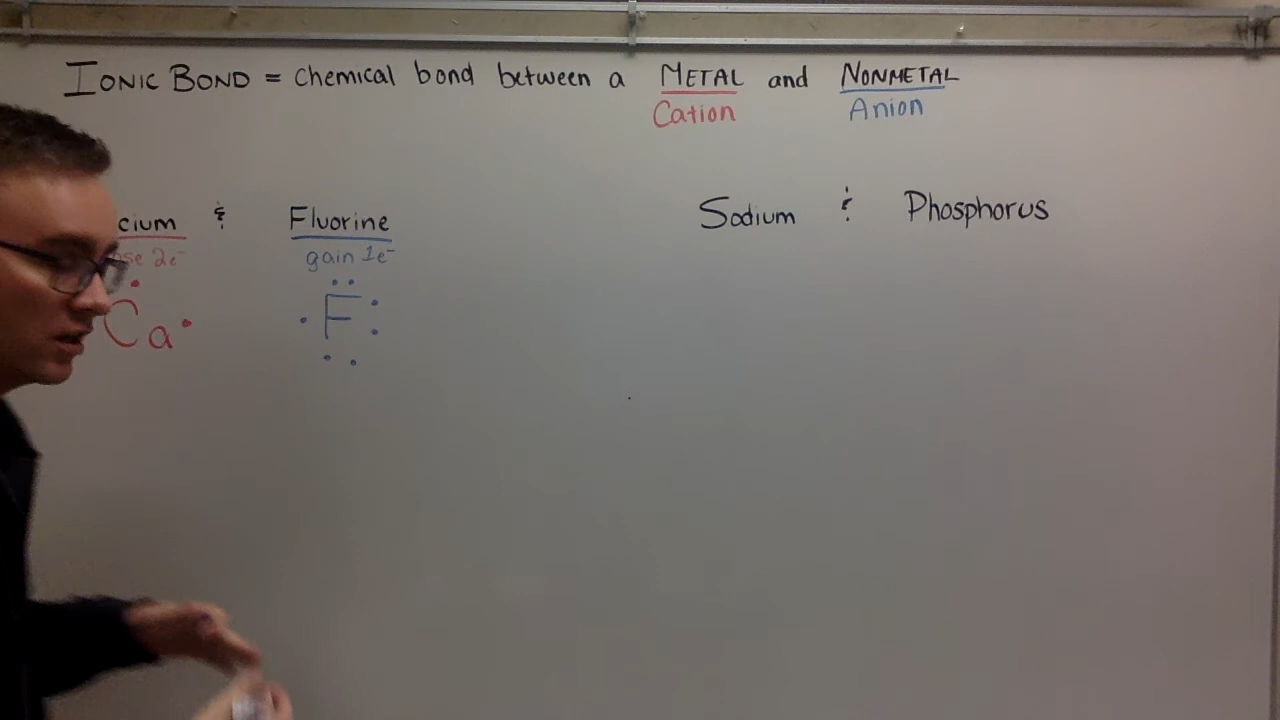 IONIC BOND = chemical bond between a METAL and NONMETAL
Cation Anion
cium & Fluorine
se 2e⁻ gain 1e⁻
Ca F
Sodium & Phosphorus